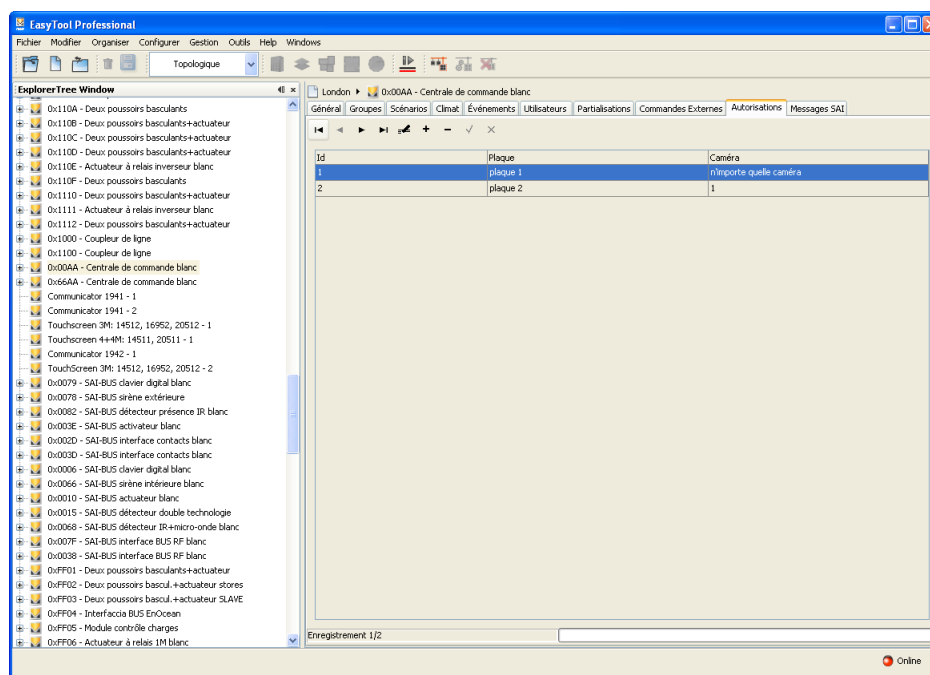 EasyTool Professional
Fichier Modifier Organiser Configurer Gestion Outils Help Windows
Topologique
ExplorerTree Window
0x110A - Deux poussoirs basculants
0x110B - Deux poussoirs basculants+actuateur
0x110C - Deux poussoirs basculants+actuateur
0x110D - Deux poussoirs basculants+actuateur
0x110E - Actuateur à relais inverseur blanc
0x110F - Deux poussoirs basculants
0x1110 - Deux poussoirs basculants+actuateur
0x1111 - Actuateur à relais inverseur blanc
0x1112 - Deux poussoirs basculants+actuateur
0x1000 - Coupleur de ligne
0x1100 - Coupleur de ligne
0x00AA - Centrale de commande blanc
0x66AA - Centrale de commande blanc
Communicator 1941 - 1
Communicator 1941 - 2
Touchscreen 3M: 14512, 16952, 20512 - 1
Touchscreen 4+4M: 14511, 20511 - 1
Communicator 1942 - 1
TouchScreen 3M: 14512, 16952, 20512 - 2
0x0079 - SAI-BUS clavier digital blanc
0x0078 - SAI-BUS sirène extérieure
0x0082 - SAI-BUS détecteur présence IR blanc
0x003E - SAI-BUS activateur blanc
0x002D - SAI-BUS interface contacts blanc
0x003D - SAI-BUS interface contacts blanc
0x0006 - SAI-BUS clavier digital blanc
0x0066 - SAI-BUS sirène intérieure blanc
0x0010 - SAI-BUS actuateur blanc
0x0015 - SAI-BUS détecteur double technologie
0x0068 - SAI-BUS détecteur IR+micro-onde blanc
0x007F - SAI-BUS interface BUS RF blanc
0x0038 - SAI-BUS interface BUS RF blanc
0xFF01 - Deux poussoirs basculants+actuateur
0xFF02 - Deux poussoirs bascul.+actuateur stores
0xFF03 - Deux poussoirs bascul.+actuateur SLAVE
0xFF04 - Interfaccia BUS EnOcean
0xFF05 - Module contrôle charges
0xFF06 - Actuateur à relais 1M blanc
London 0x00AA - Centrale de commande blanc
Général Groupes Scénarios Climat Événements Utilisateurs Partialisations Commandes Externes Autorisations Messages SAI
Id Plaque Caméra
1 plaque 1 n'importe quelle caméra
2 plaque 2 1
Enregistrement 1/2
Online